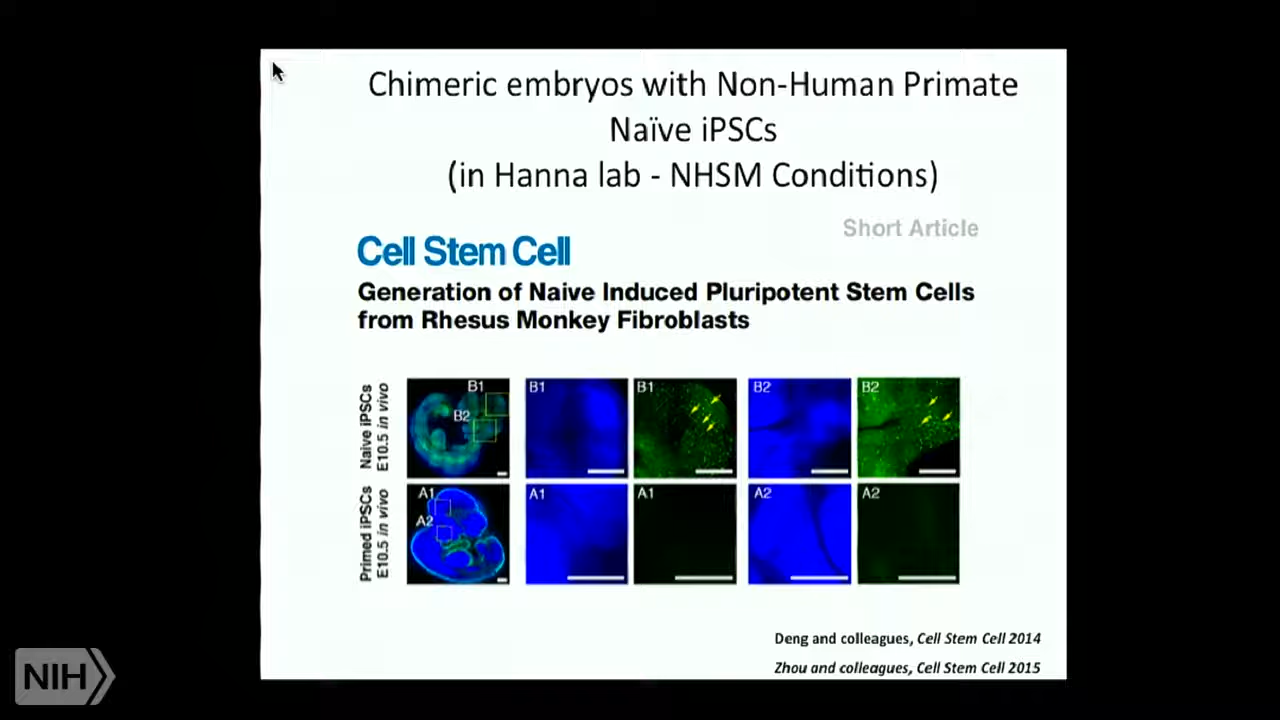 Chimeric embryos with Non-Human Primate
Naïve iPSCs
(in Hanna lab - NHSM Conditions)
Short Article
Cell Stem Cell
Generation of Naive Induced Pluripotent Stem Cells
from Rhesus Monkey Fibroblasts
Naive iPSCs
E10.5 in vivo
B1
B2
B1
B1
B2
B2
Primed iPSCs
E10.5 in vivo
A1
A2
A1
A1
A2
A2
Deng and colleagues, Cell Stem Cell 2014
Zhou and colleagues, Cell Stem Cell 2015
NIH